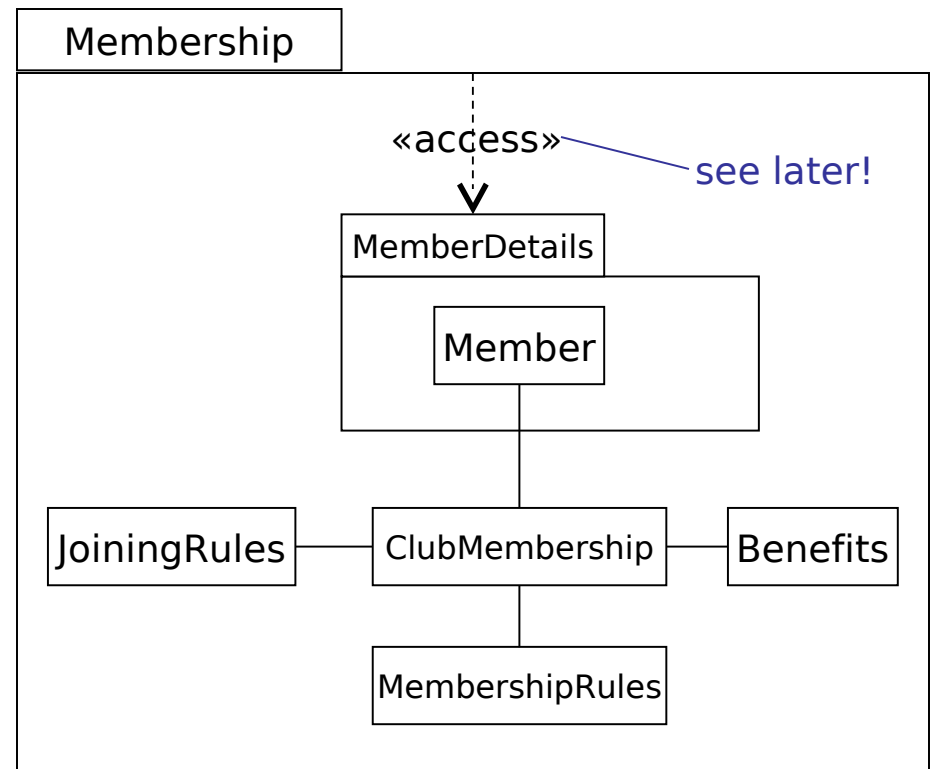 Membership
«access»
see later!
MemberDetails
Member
JoiningRules
ClubMembership
Benefits
MembershipRules